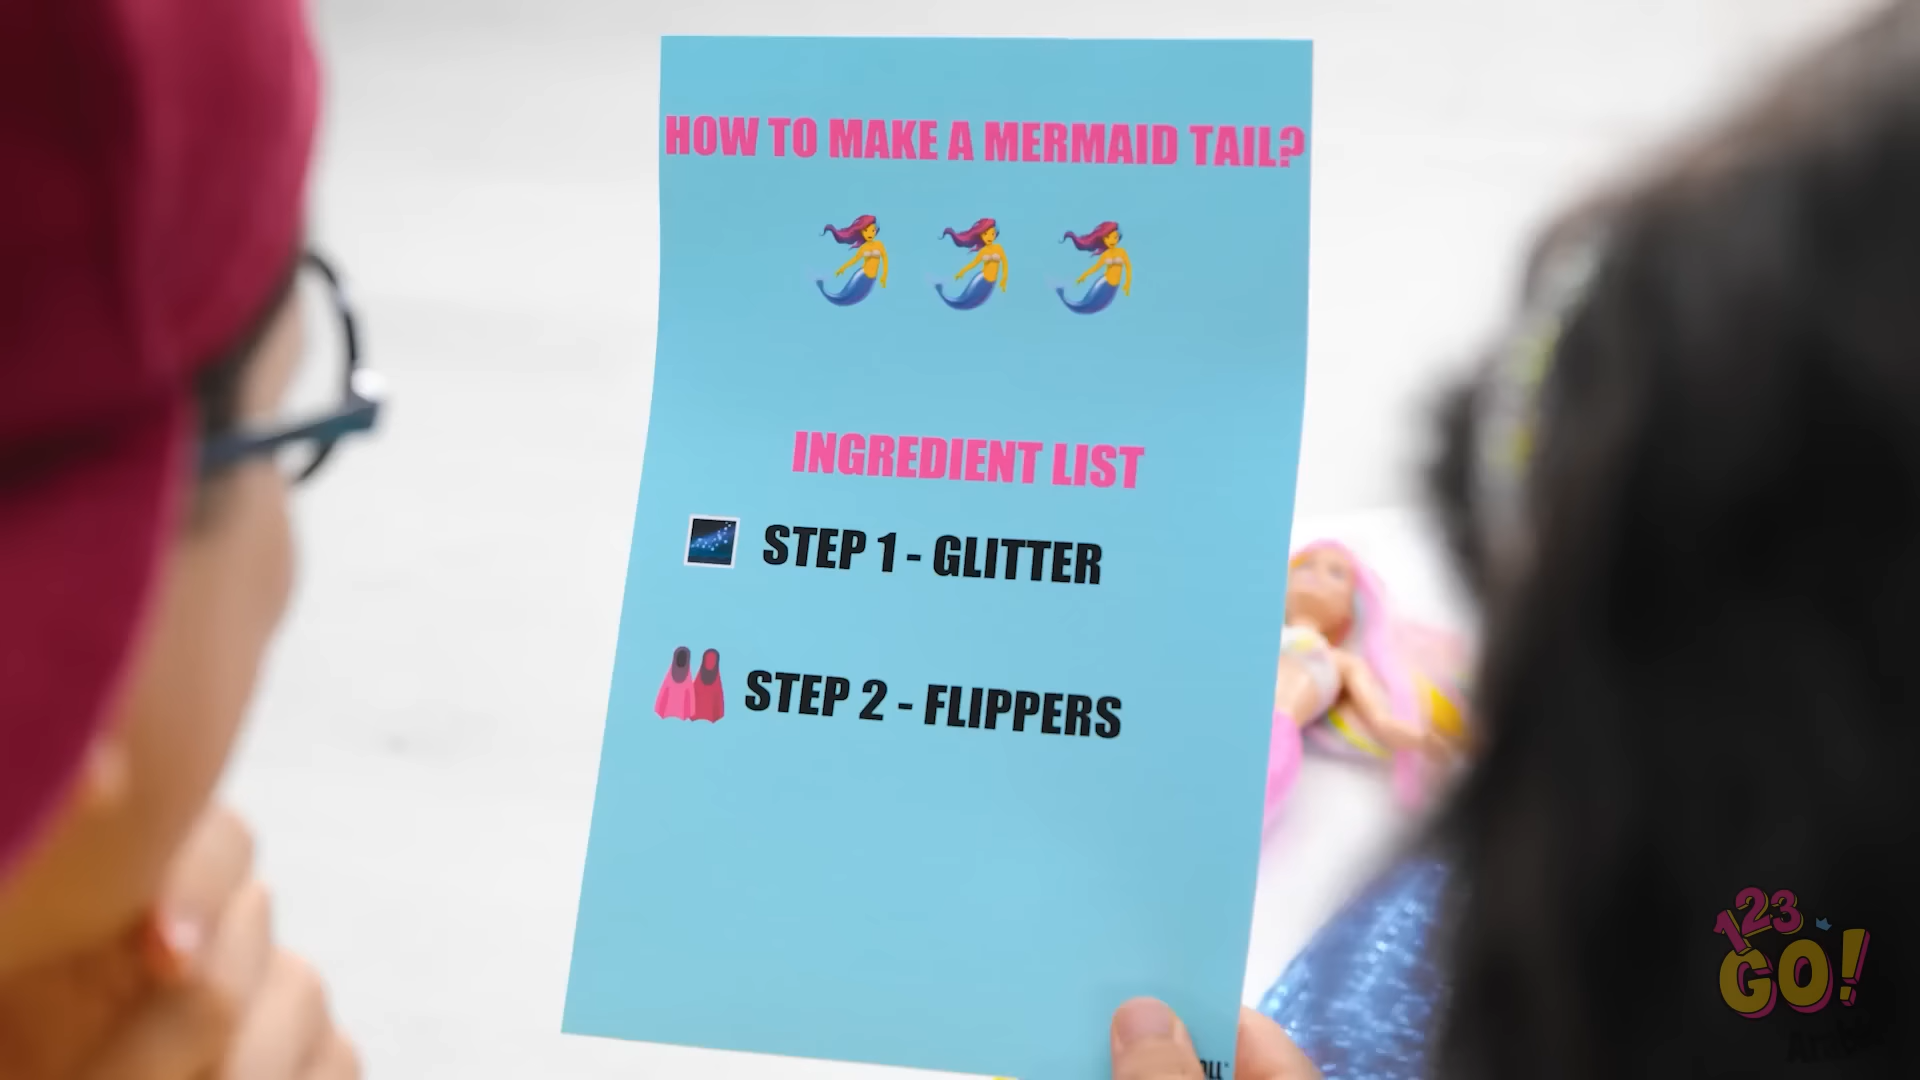 HOW TO MAKE A MERMAID TAIL?
INGREDIENT LIST
STEP 1 - GLITTER
STEP 2 - FLIPPERS
123
GO!